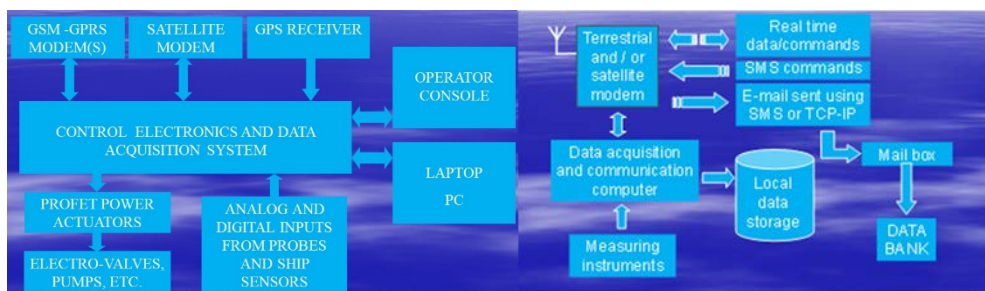 GSM -GPRS
MODEM(S)
SATELLITE
MODEM
GPS RECEIVER
OPERATOR
CONSOLE
CONTROL ELECTRONICS AND DATA
ACQUISITION SYSTEM
LAPTOP
PC
PROFET POWER
ACTUATORS
ANALOG AND
DIGITAL INPUTS
FROM PROBES
AND SHIP
SENSORS
ELECTRO-VALVES,
PUMPS, ETC.
Terrestrial
and / or
satellite
modem
Real time
data/commands
SMS commands
E-mail sent using
SMS or TCP-IP
Mail box
Data acquisition
and communication
computer
Local
data
storage
DATA
BANK
Measuring
instruments